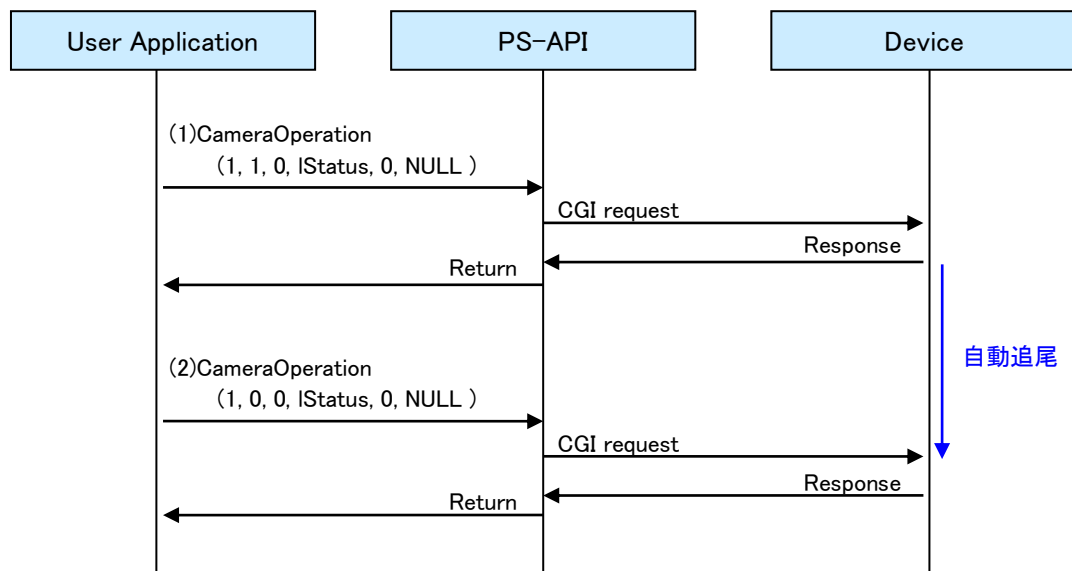 User Application
PS-API
Device
(1)CameraOperation
(1, 1, 0, lStatus, 0, NULL )
CGI request
Response
Return
自動追尾
(2)CameraOperation
(1, 0, 0, lStatus, 0, NULL )
CGI request
Response
Return